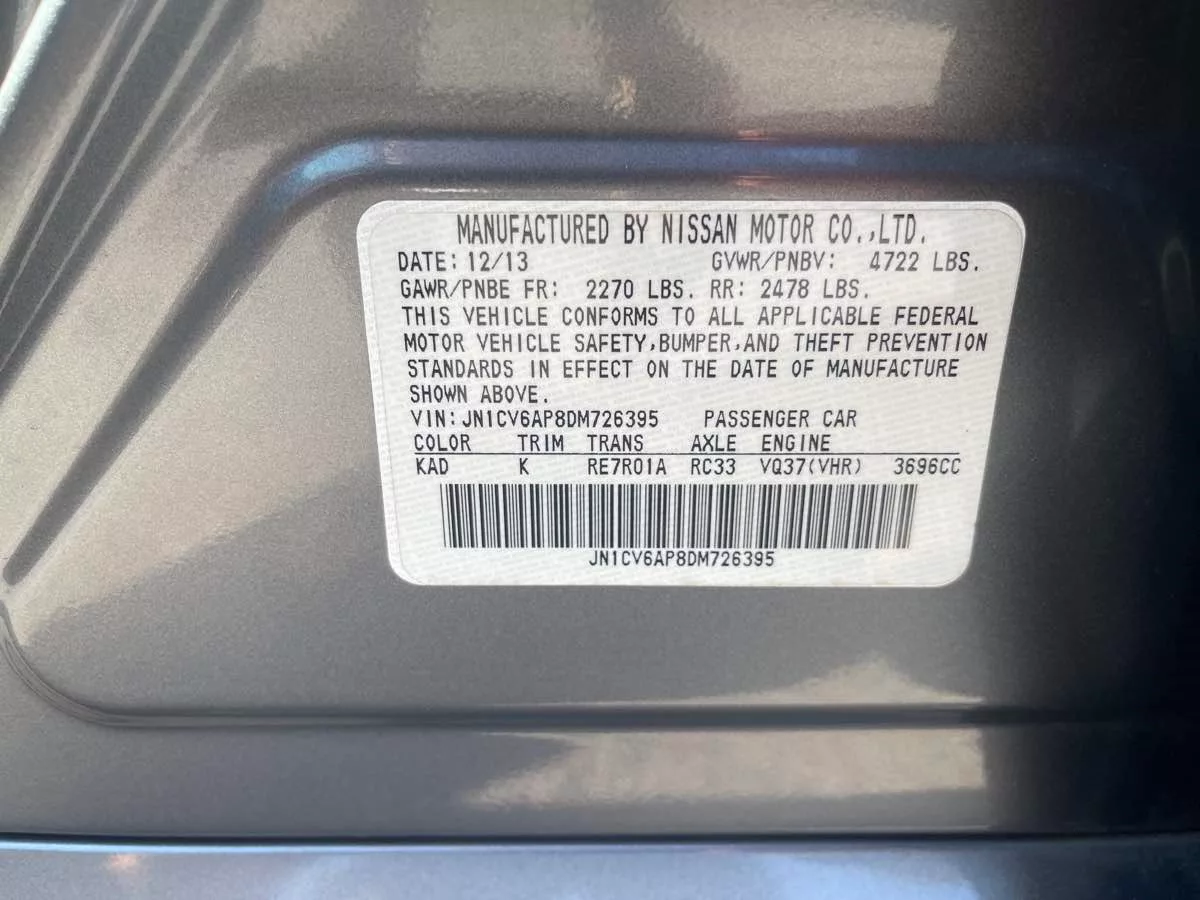 MANUFACTURED BY NISSAN MOTOR CO.,LTD.
DATE: 12/13 GVWR/PNBV: 4722 LBS.
GAWR/PNBE FR: 2270 LBS. RR: 2478 LBS.
THIS VEHICLE CONFORMS TO ALL APPLICABLE FEDERAL
MOTOR VEHICLE SAFETY,BUMPER,AND THEFT PREVENTION
STANDARDS IN EFFECT ON THE DATE OF MANUFACTURE
SHOWN ABOVE.
VIN:JN1CV6AP8DM726395 PASSENGER CAR
COLOR TRIM TRANS AXLE ENGINE
KAD K RE7R01A RC33 VQ37(VHR) 3696CC
JN1CV6AP8DM726395